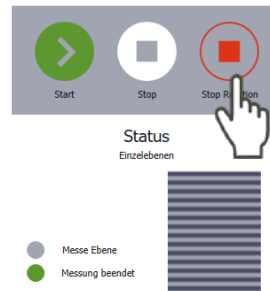 Start
Stop
Stop
Status
Einzelebenen
Messe Ebene
Messung beendet